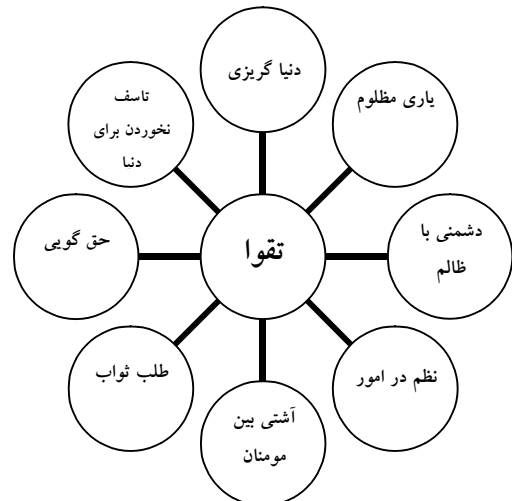 دنیا گریزی
یاری مظلوم
تاسف
نخوردن برای
دنیا
دشمنی با
ظالم
تقوا
حق گویی
نظم در امور
طلب ثواب
آشتی بین
مومنان